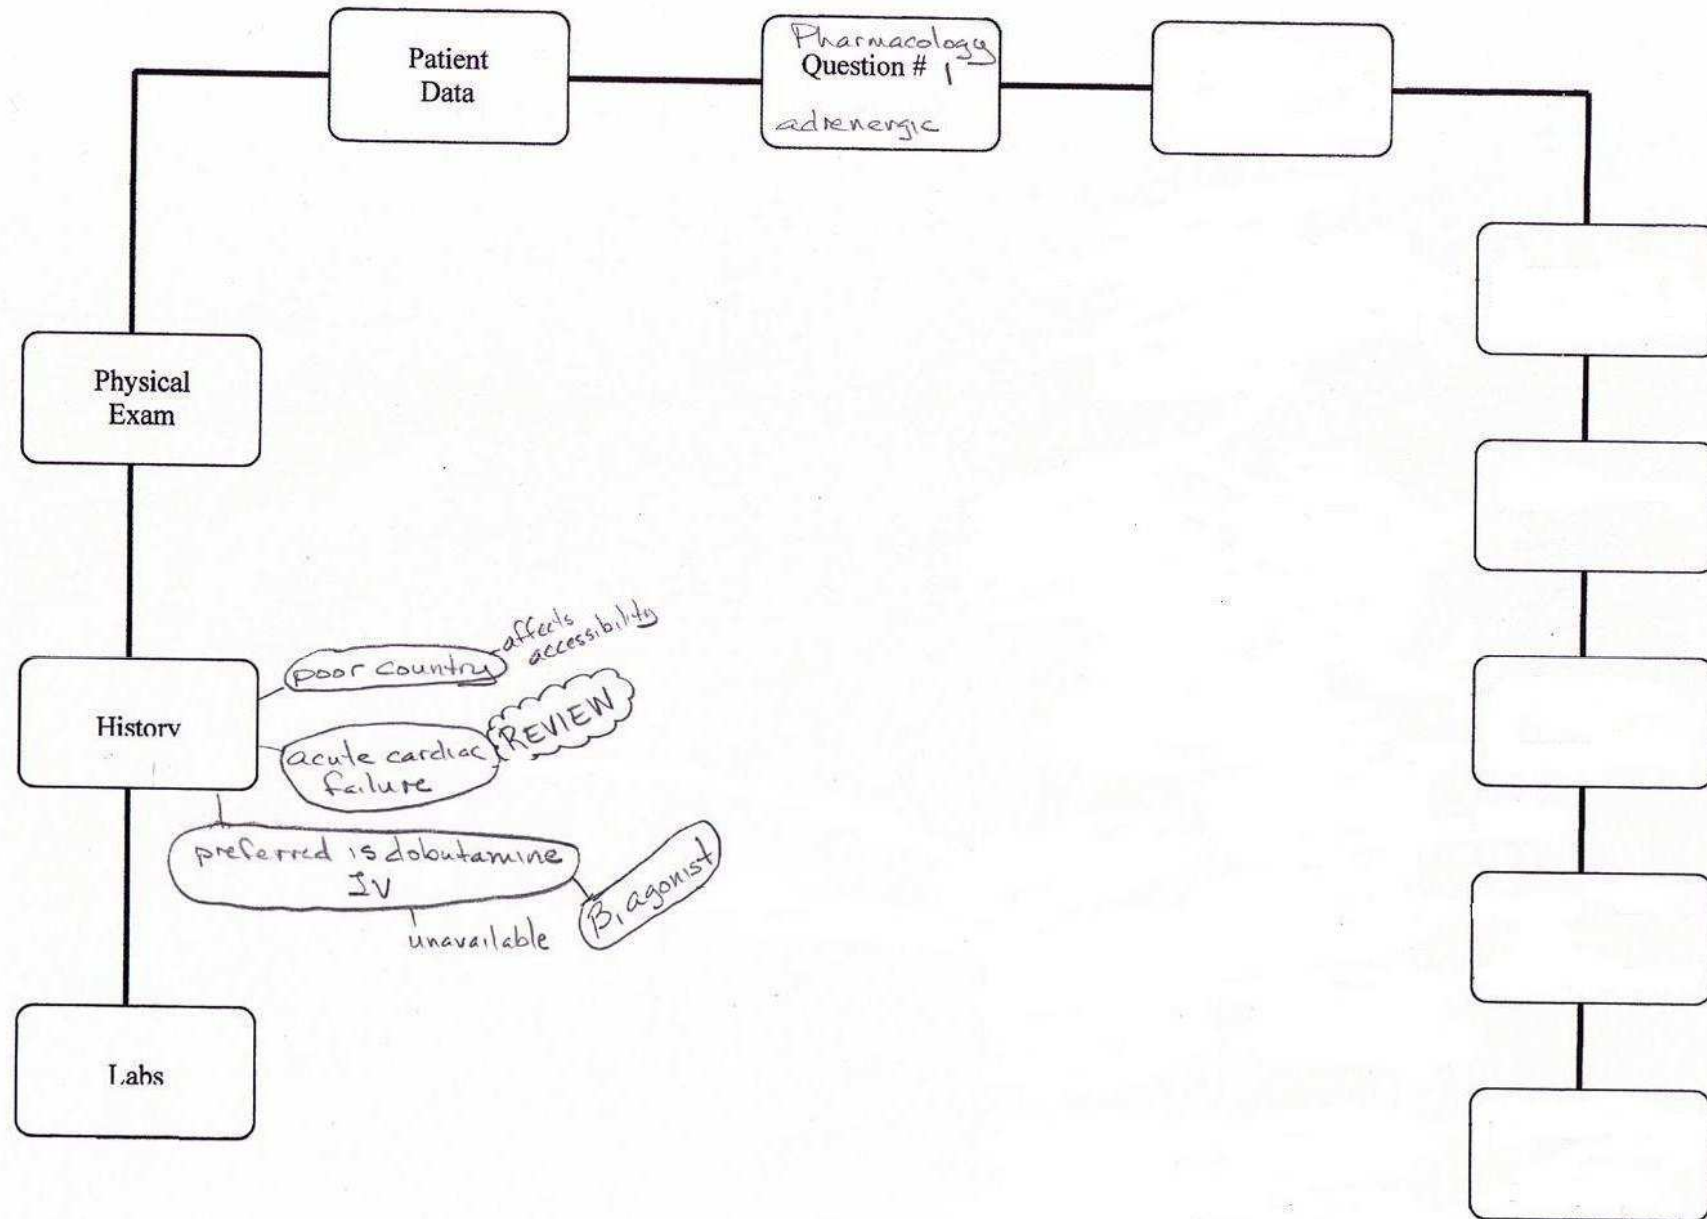 Patient
Data
Pharmacology
Question # 1
adrenergic
Physical
Exam
History
poor country
affects
accessibility
acute cardiac
failure
REVIEW
preferred is dobutamine
IV
unavailable
β₁ agonist
Labs